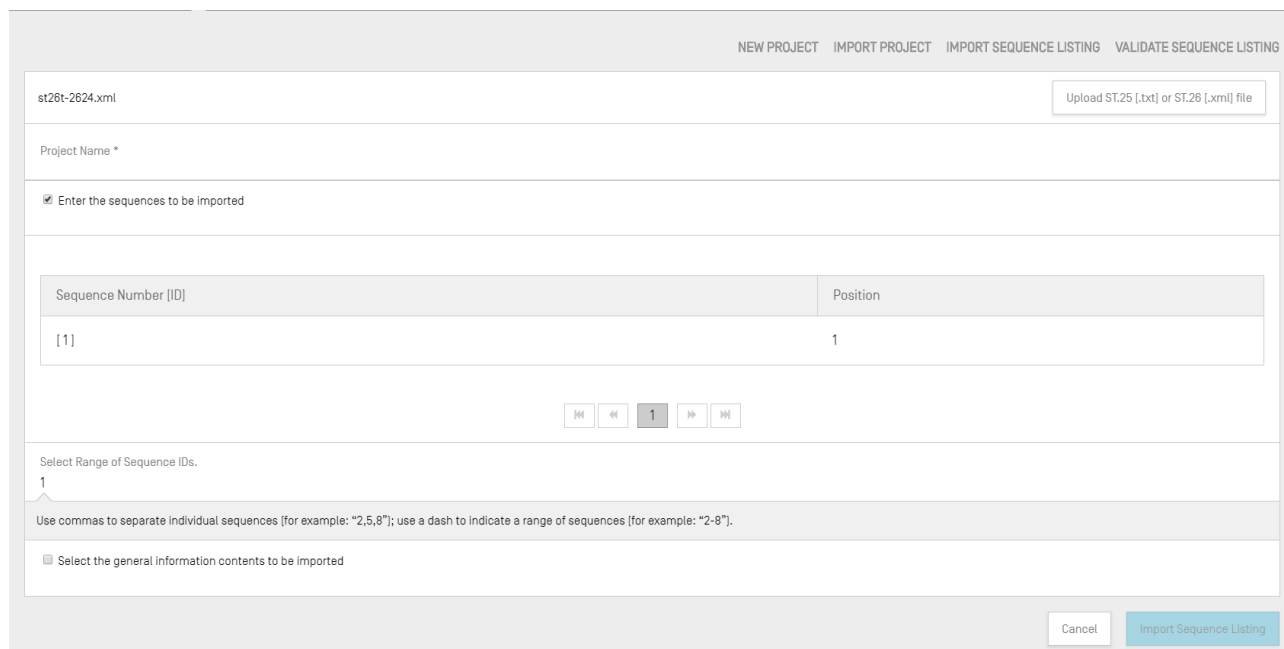 NEW PROJECT IMPORT PROJECT IMPORT SEQUENCE LISTING VALIDATE SEQUENCE LISTING
st26t-2624.xml Upload ST.25 [.txt] or ST.26 [.xml] file
Project Name *
Enter the sequences to be imported
Sequence Number [ID] Position
[ 1 ] 1
1
Select Range of Sequence IDs.
1
Use commas to separate individual sequences [for example: “2,5,8”]; use a dash to indicate a range of sequences [for example: “2-8”].
Select the general information contents to be imported
Cancel Import Sequence Listing